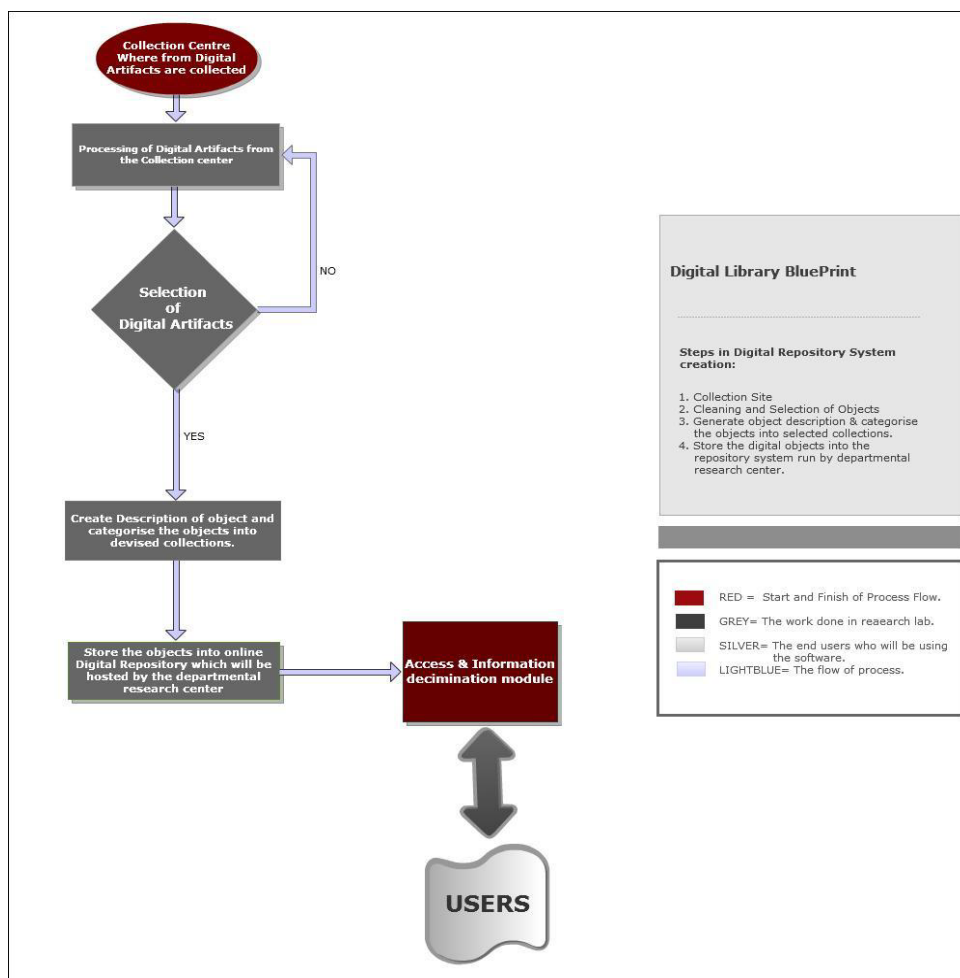 Collection Centre
Where from Digital
Artifacts are collected
Processing of Digital Artifacts from
the Collection center
NO
Selection
of
Digital Artifacts
YES
Create Description of object and
categorise the objects into
devised collections.
Store the objects into online
Digital Repository which will be
hosted by the departmental
research center
Access & Information
decimination module
USERS
Digital Library BluePrint
Steps in Digital Repository System
creation:
1. Collection Site
2. Cleaning and Selection of Objects
3. Generate object description & categorise
the objects into selected collections.
4. Store the digital objects into the
repository system run by departmental
research center.
RED = Start and Finish of Process Flow.
GREY= The work done in reaearch lab.
SILVER= The end users who will be using
the software.
LIGHTBLUE= The flow of process.